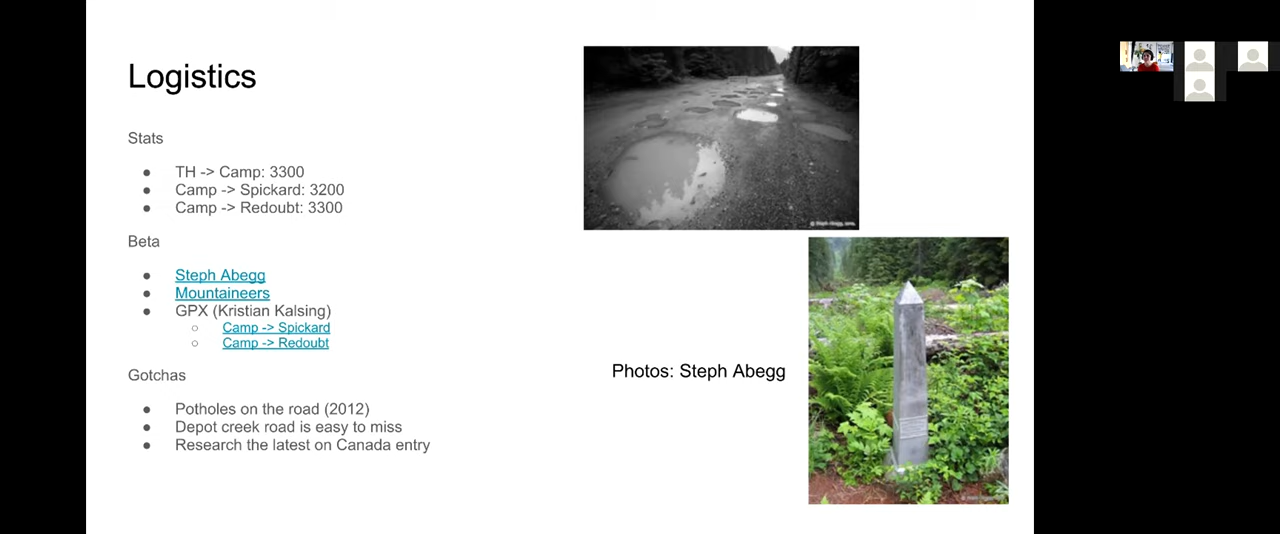 Logistics
Stats
● TH -> Camp: 3300
● Camp -> Spickard: 3200
● Camp -> Redoubt: 3300
Beta
● Steph Abegg
● Mountaineers
● GPX (Kristian Kalsing)
○ Camp -> Spickard
○ Camp -> Redoubt
Gotchas
● Potholes on the road (2012)
● Depot creek road is easy to miss
● Research the latest on Canada entry
Photos: Steph Abegg